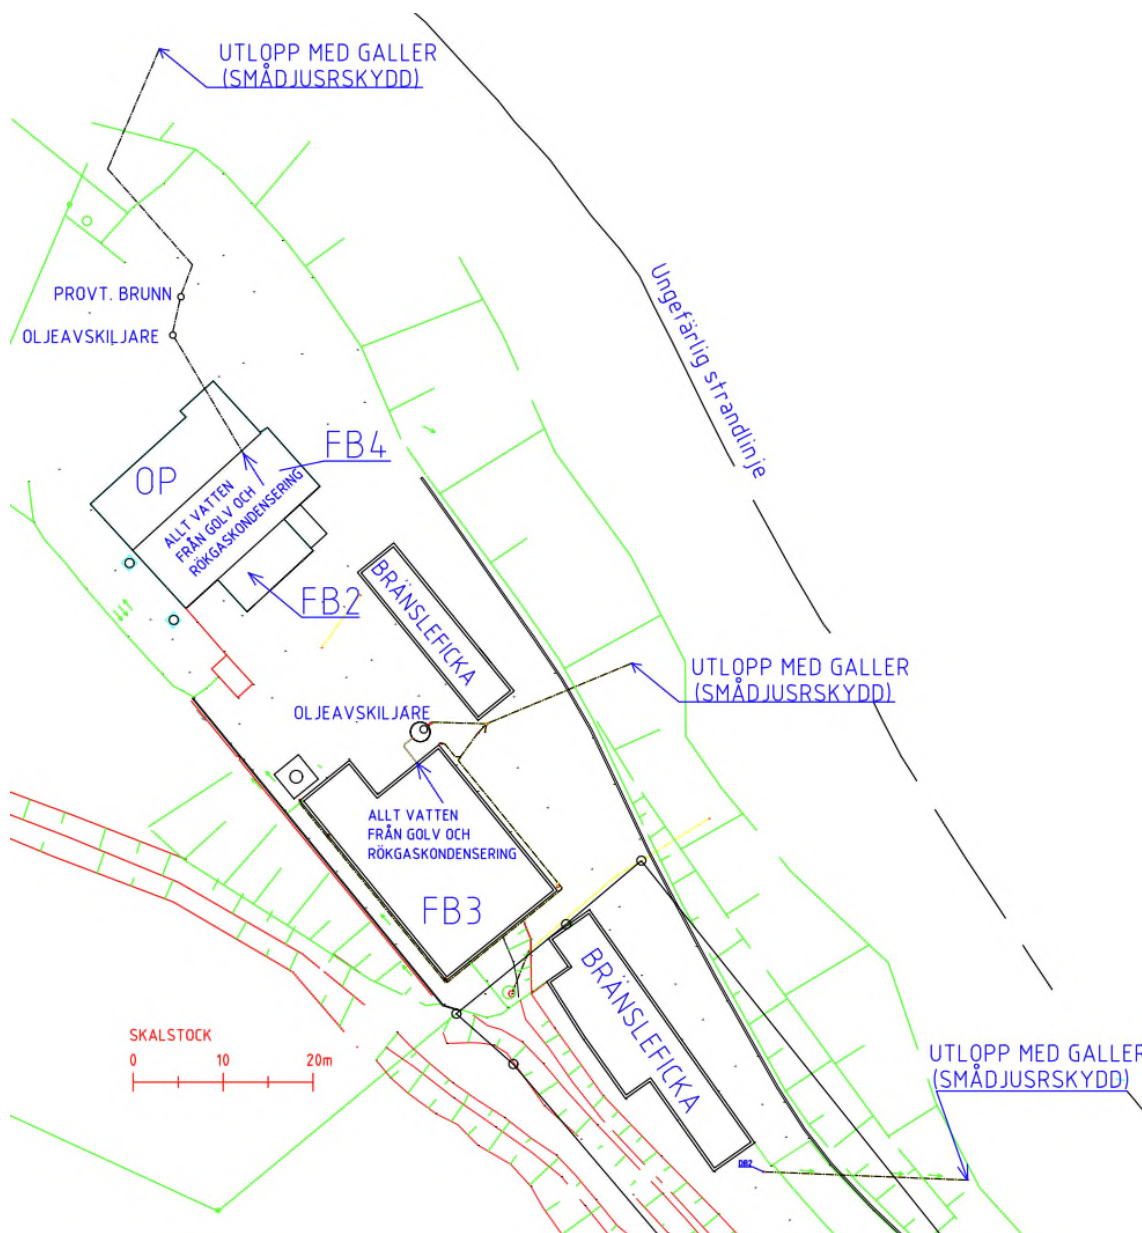 UTLOPP MED GALLER
(SMÅDJUSRSKYDD)
Ungefärlig strandlinje
PROVT. BRUNN
OLJEAVSKILJARE
FB4
OP
ALLT VATTEN
FRÅN GOLV OCH
RÖKGASKONDENSERING
FB2
BRÄNSLEFICKA
UTLOPP MED GALLER
(SMÅDJUSRSKYDD)
OLJEAVSKILJARE
ALLT VATTEN
FRÅN GOLV OCH
RÖKGASKONDENSERING
FB3
BRÄNSLEFICKA
SKALSTOCK
0 10 20m
UTLOPP MED GALLER
(SMÅDJUSRSKYDD)
DB2